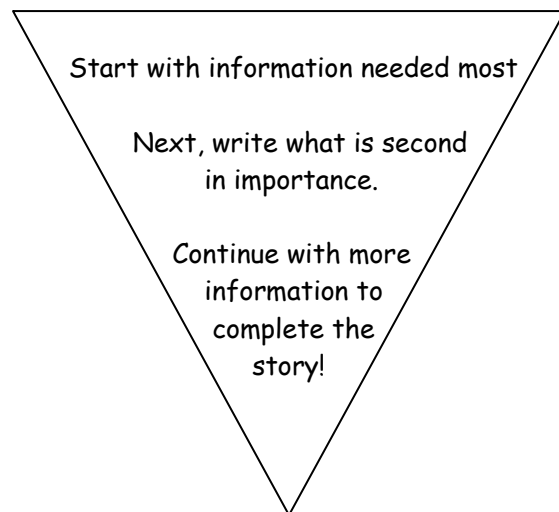 Start with information needed most
Next, write what is second
in importance.
Continue with more
information to
complete the
story!